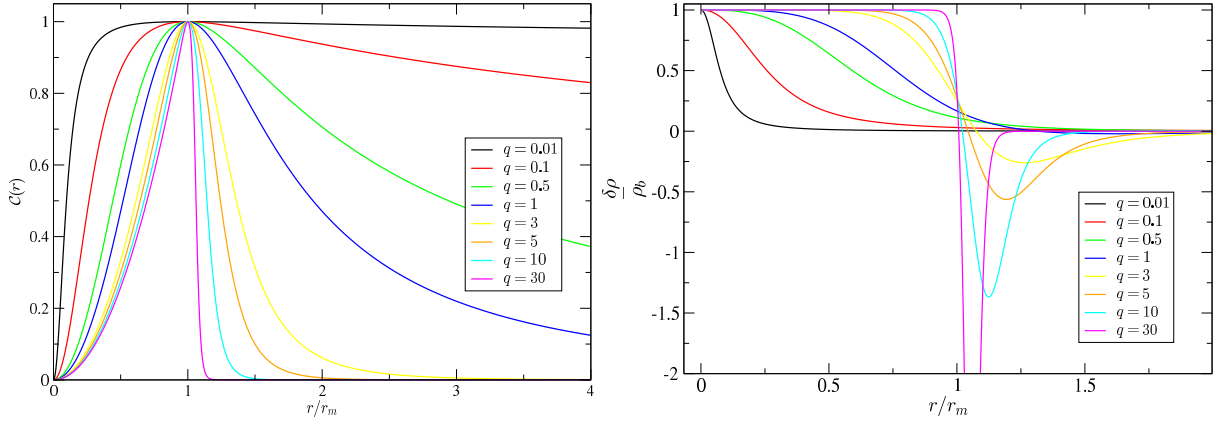 1
0.8
0.6
0.4
0.2
0
C(r)
0 1 2 3 4
r/r_m
q = 0.01
q = 0.1
q = 0.5
q = 1
q = 3
q = 5
q = 10
q = 30
1
0.5
0
-0.5
-1
-1.5
-2
δρ
ρ_b
0 0.5 1 1.5
r/r_m
q = 0.01
q = 0.1
q = 0.5
q = 1
q = 3
q = 5
q = 10
q = 30